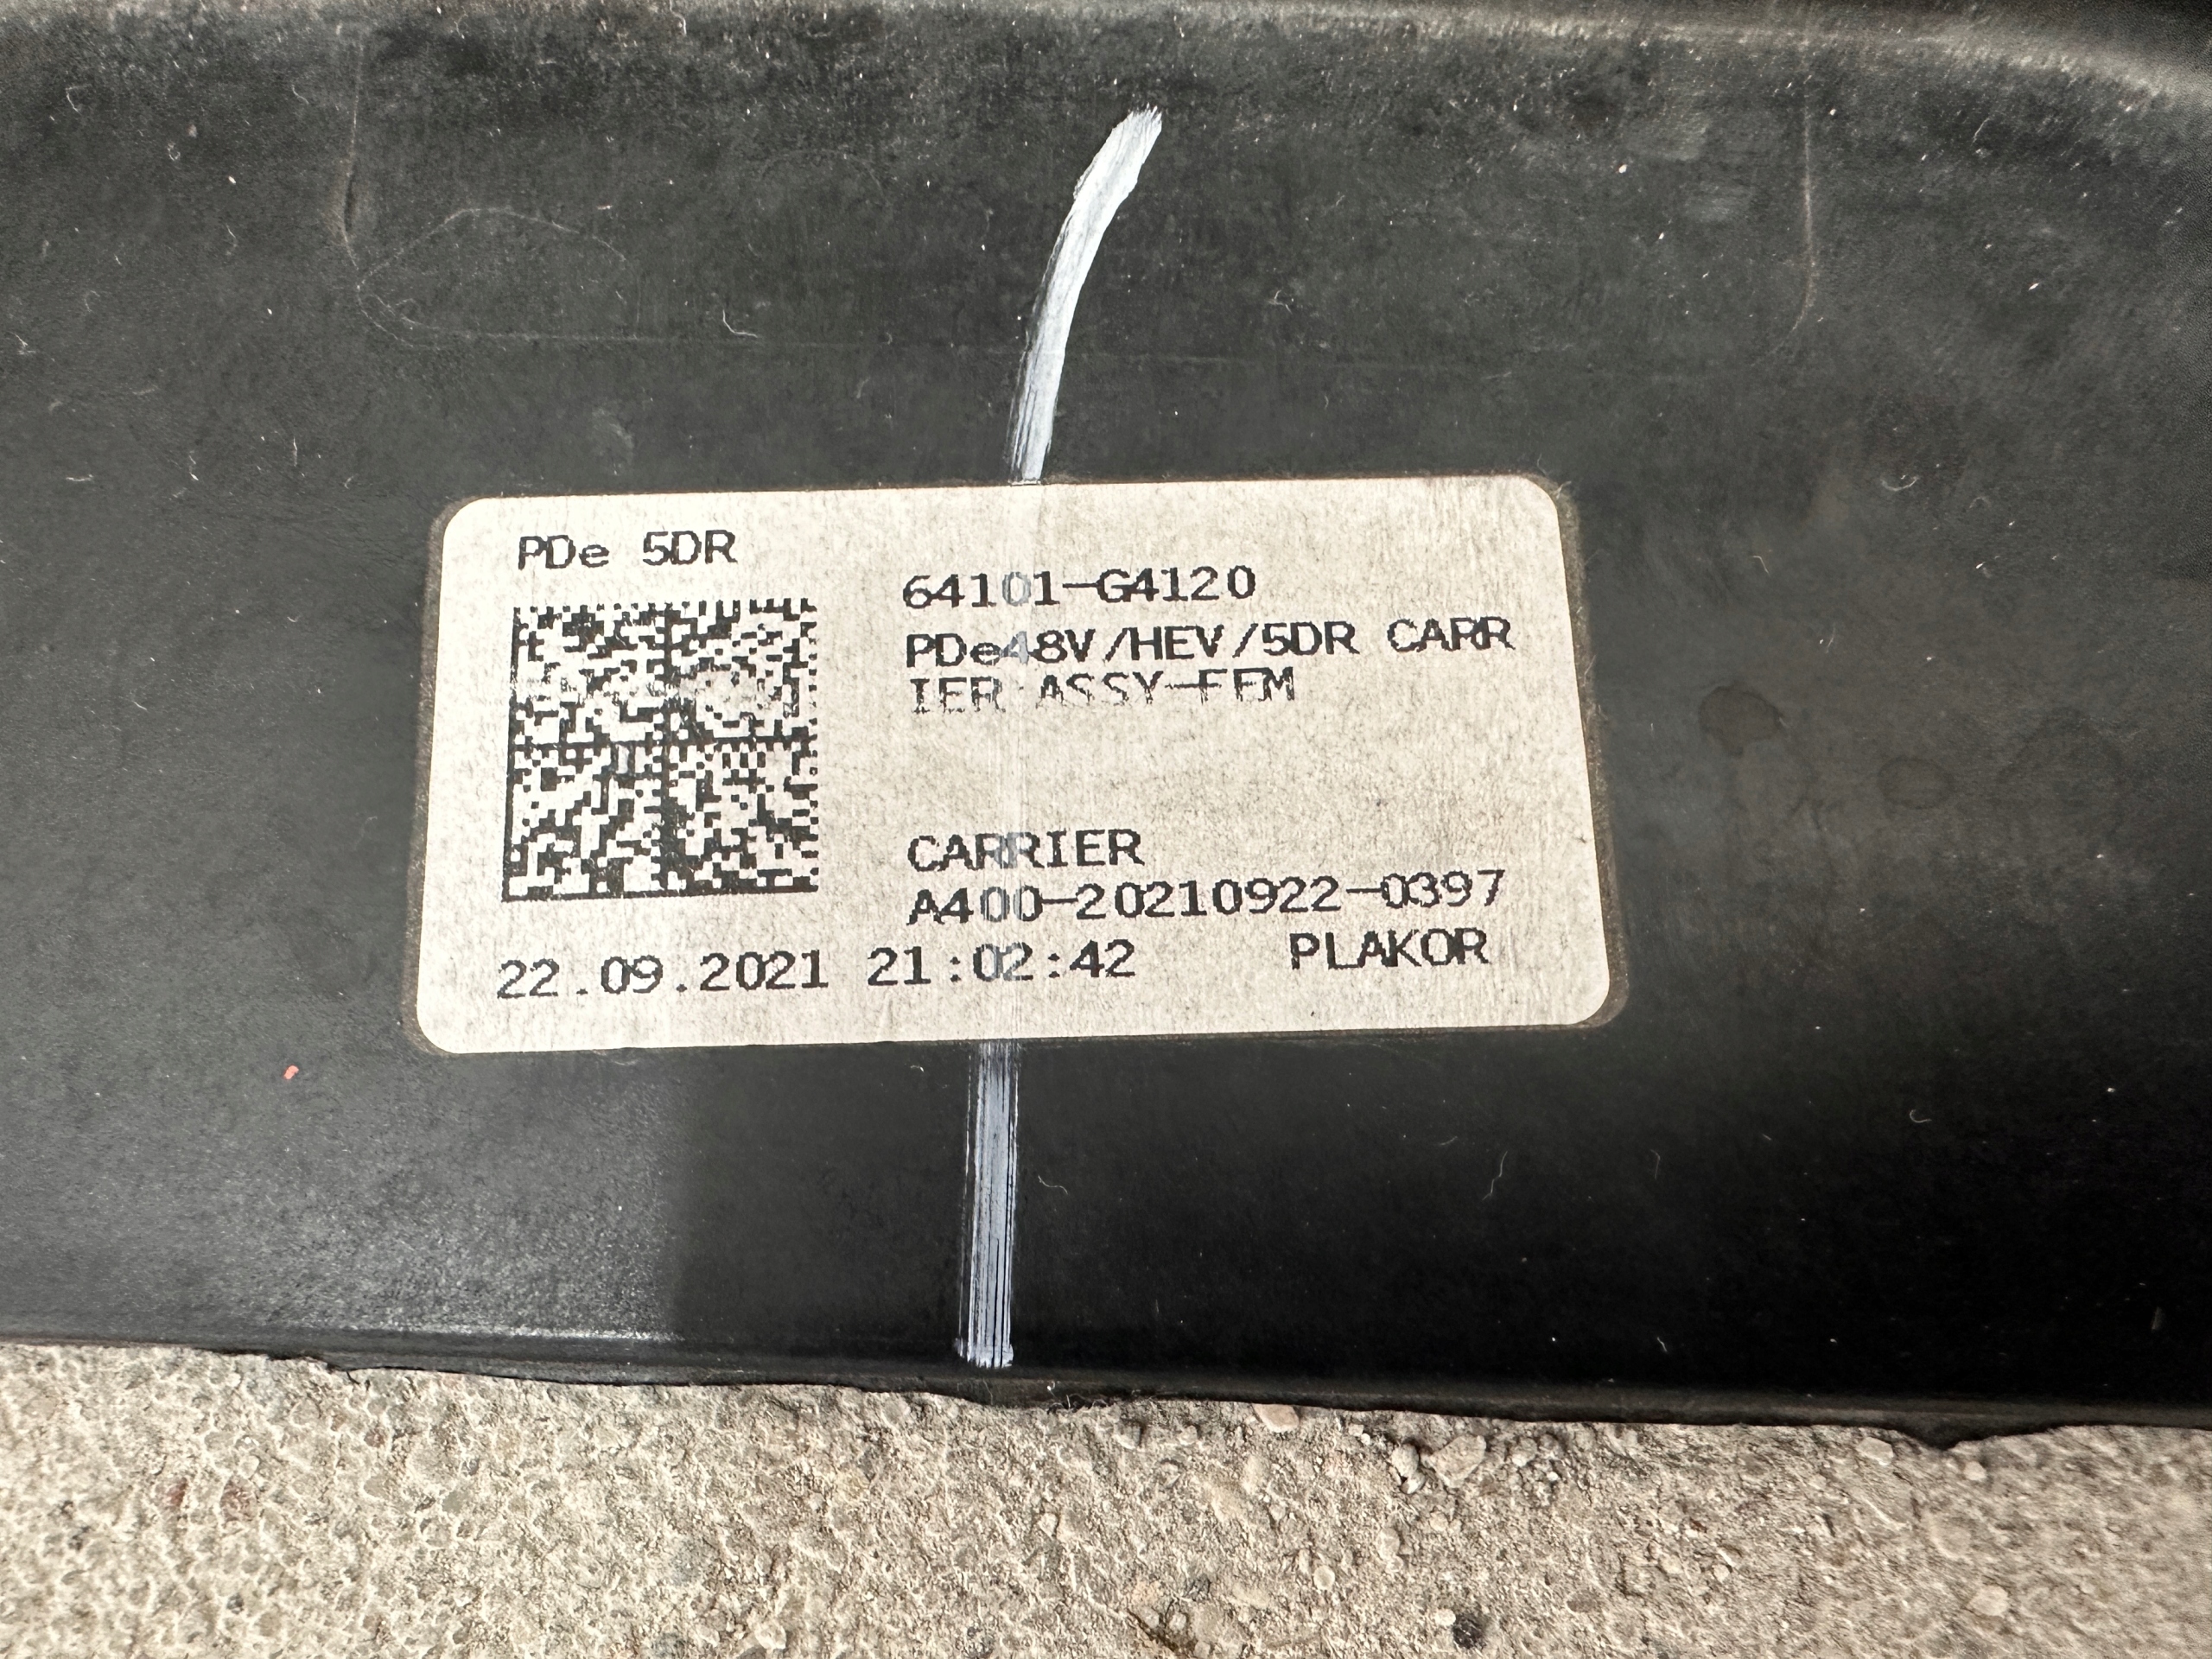 PDe 5DR
64101-G4120
PDe48V/HEV/5DR CARR
IER ASSY-FEM
CARRIER
A400-20210922-0397
22.09.2021 21:02:42 PLAKOR